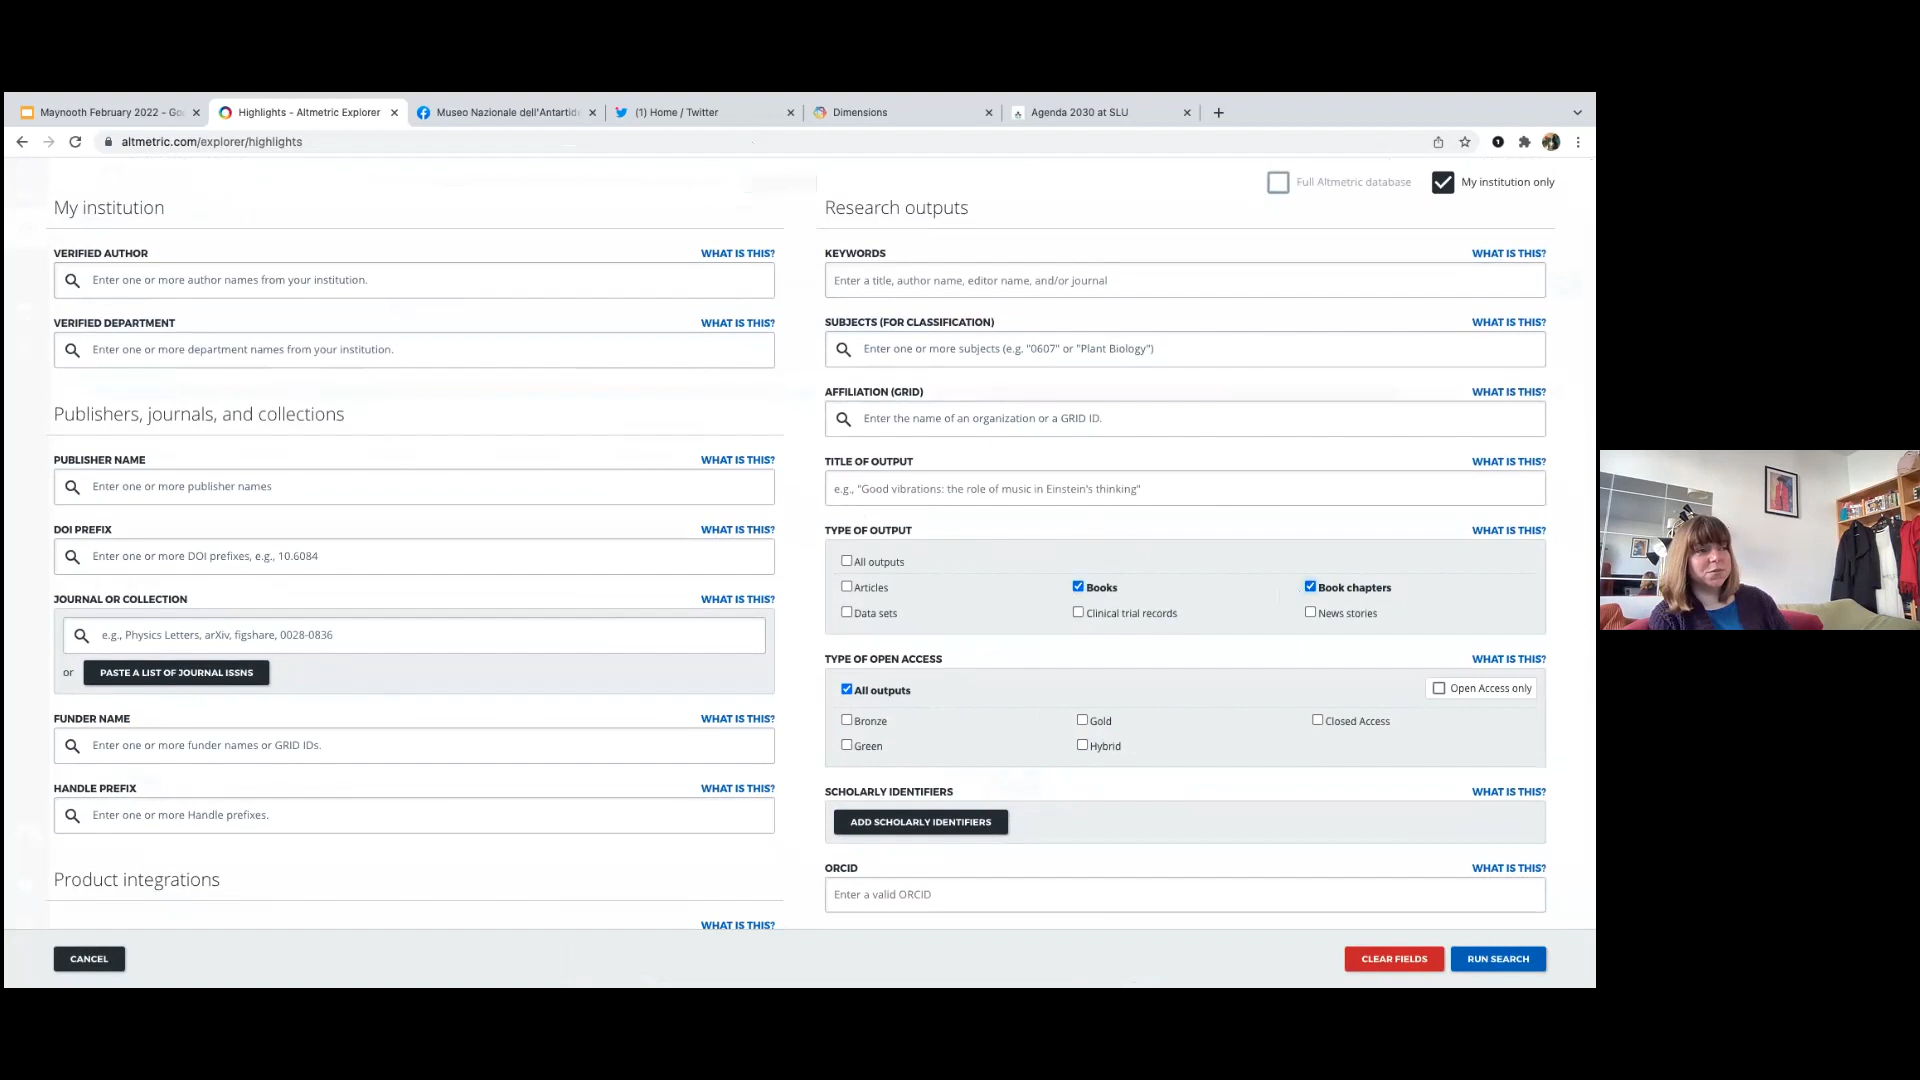 Maynooth February 2022 - Go
Highlights - Altmetric Explorer
Museo Nazionale dell'Antartide
(1) Home / Twitter
Dimensions
Agenda 2030 at SLU
altmetric.com/explorer/highlights
Full Altmetric database
My institution only
My institution
VERIFIED AUTHOR
WHAT IS THIS?
Enter one or more author names from your institution.
VERIFIED DEPARTMENT
WHAT IS THIS?
Enter one or more department names from your institution.
Publishers, journals, and collections
PUBLISHER NAME
WHAT IS THIS?
Enter one or more publisher names
DOI PREFIX
WHAT IS THIS?
Enter one or more DOI prefixes, e.g., 10.6084
JOURNAL OR COLLECTION
WHAT IS THIS?
e.g., Physics Letters, arXiv, figshare, 0028-0836
or
PASTE A LIST OF JOURNAL ISSNS
FUNDER NAME
WHAT IS THIS?
Enter one or more funder names or GRID IDs.
HANDLE PREFIX
WHAT IS THIS?
Enter one or more Handle prefixes.
Product integrations
WHAT IS THIS?
Research outputs
KEYWORDS
WHAT IS THIS?
Enter a title, author name, editor name, and/or journal
SUBJECTS (FOR CLASSIFICATION)
WHAT IS THIS?
Enter one or more subjects (e.g. "0607" or "Plant Biology")
AFFILIATION (GRID)
WHAT IS THIS?
Enter the name of an organization or a GRID ID.
TITLE OF OUTPUT
WHAT IS THIS?
e.g., "Good vibrations: the role of music in Einstein's thinking"
TYPE OF OUTPUT
WHAT IS THIS?
All outputs
Articles
Books
Book chapters
Data sets
Clinical trial records
News stories
TYPE OF OPEN ACCESS
WHAT IS THIS?
All outputs
Open Access only
Bronze
Gold
Closed Access
Green
Hybrid
SCHOLARLY IDENTIFIERS
WHAT IS THIS?
ADD SCHOLARLY IDENTIFIERS
ORCID
WHAT IS THIS?
Enter a valid ORCID
CANCEL
CLEAR FIELDS
RUN SEARCH